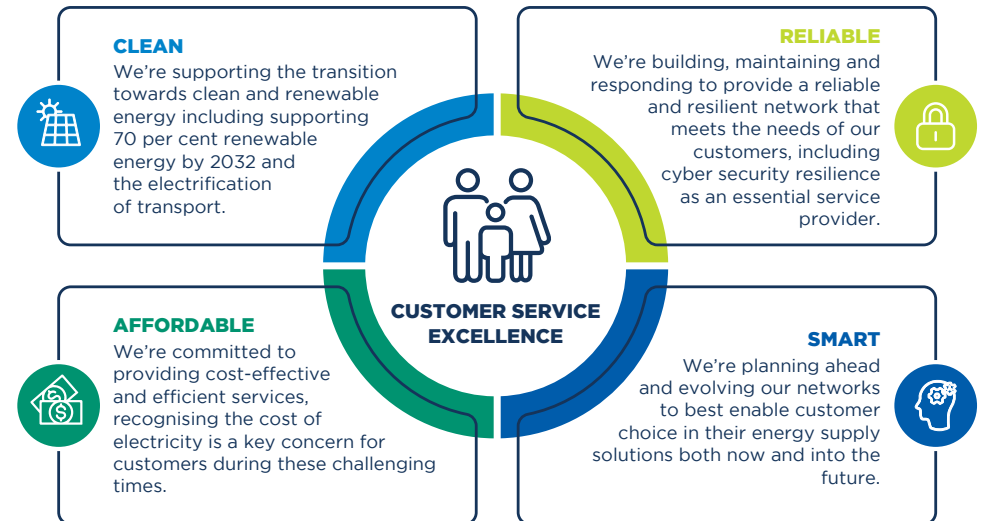 CLEAN
We’re supporting the transition
towards clean and renewable
energy including supporting
70 per cent renewable
energy by 2032 and
the electrification
of transport.
RELIABLE
We’re building, maintaining and
responding to provide a reliable
and resilient network that
meets the needs of our
customers, including
cyber security resilience
as an essential service
provider.
CUSTOMER SERVICE
EXCELLENCE
AFFORDABLE
We’re committed to
providing cost-effective
and efficient services,
recognising the cost of
electricity is a key concern for
customers during these challenging
times.
SMART
We’re planning ahead
and evolving our networks
to best enable customer
choice in their energy supply
solutions both now and into the
future.